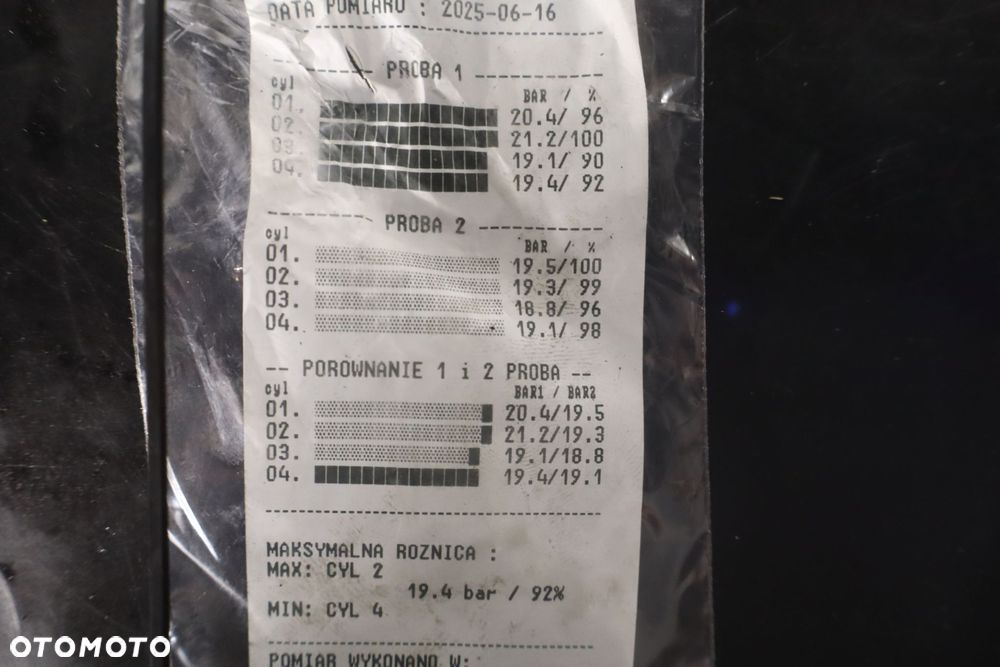 DATA POMIARU : 2025-06-16
PROBA 1
cyl BAR / %
01. 20.4/ 96
02. 21.2/100
03. 19.1/ 90
04. 19.4/ 92
PROBA 2
cyl BAR / %
01. 19.5/100
02. 19.3/ 99
03. 18.8/ 96
04. 19.1/ 98
-- POROWNANIE 1 i 2 PROBA --
cyl BAR1 / BAR2
01. 20.4/19.5
02. 21.2/19.3
03. 19.1/18.8
04. 19.4/19.1
MAKSYMALNA ROZNICA :
MAX: CYL 2
19.4 bar / 92%
MIN: CYL 4
POMIAR WYKONANO W:
OTOMOTO